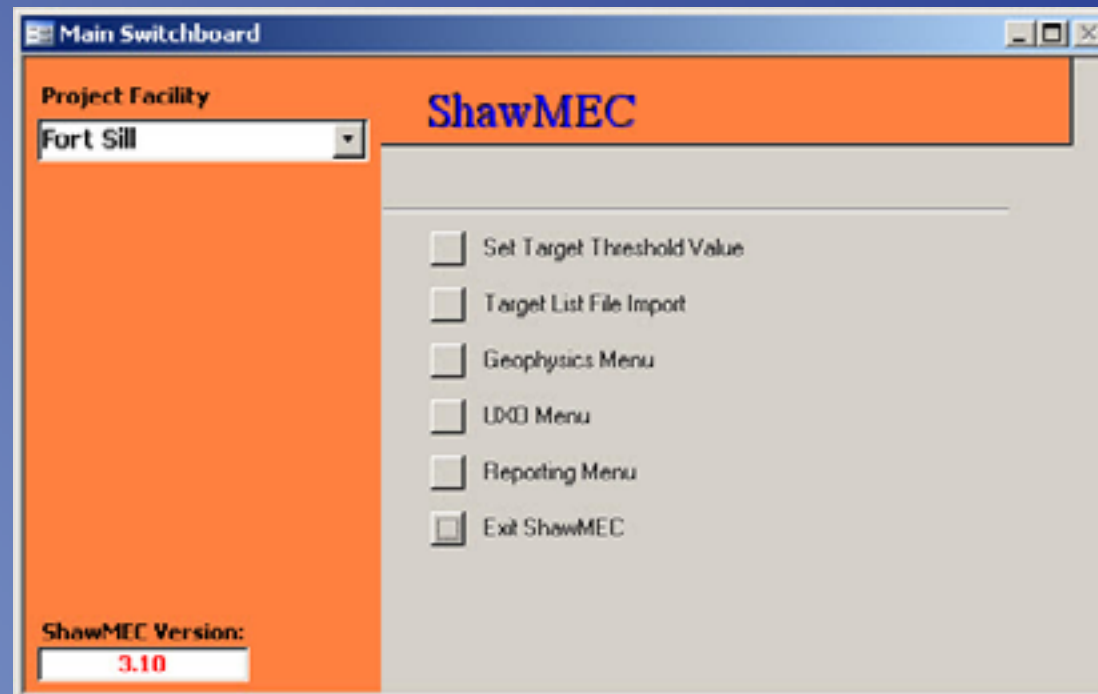 Main Switchboard
Project Facility
Fort Sill
ShawMEC
Set Target Threshold Value
Target List File Import
Geophysics Menu
UXO Menu
Reporting Menu
Exit ShawMEC
ShawMEC Version:
3.10